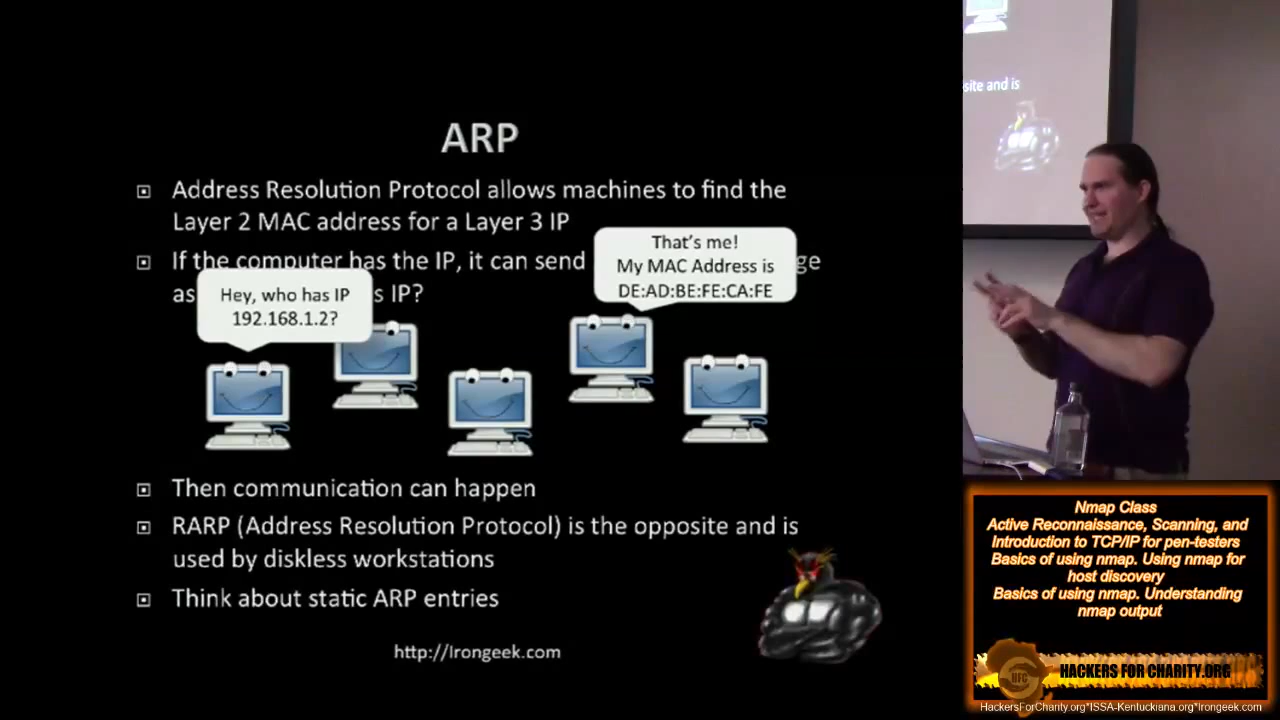 ARP
Address Resolution Protocol allows machines to find the
Layer 2 MAC address for a Layer 3 IP
If the computer has the IP, it can send
ge
as
s IP?
Hey, who has IP
192.168.1.2?
That's me!
My MAC Address is
DE:AD:BE:FE:CA:FE
Then communication can happen
RARP (Address Resolution Protocol) is the opposite and is
used by diskless workstations
Think about static ARP entries
http://Irongeek.com
site and is
Nmap Class
Active Reconnaissance, Scanning, and
Introduction to TCP/IP for pen-testers
Basics of using nmap. Using nmap for
host discovery
Basics of using nmap. Understanding
nmap output
HFC
HACKERS FOR CHARITY.ORG
HackersForCharity.org*ISSA-Kentuckiana.org*Irongeek.com